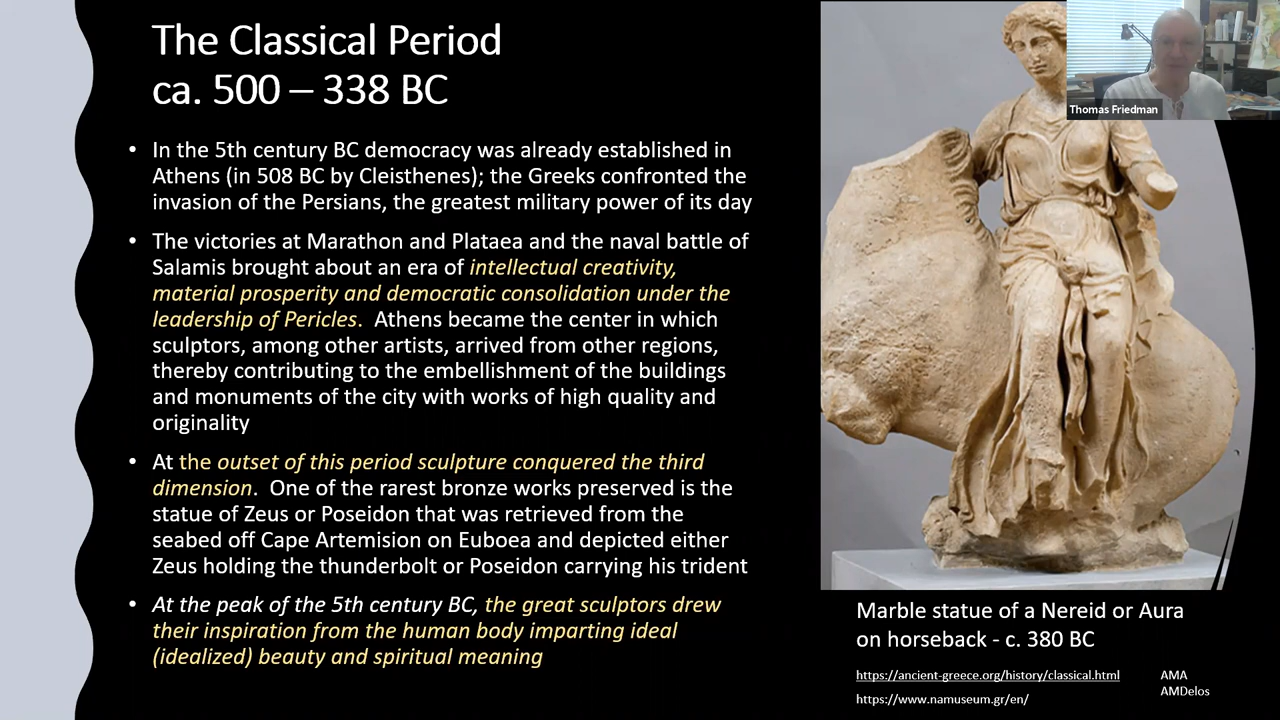 The Classical Period
ca. 500 – 338 BC
• In the 5th century BC democracy was already established in
Athens (in 508 BC by Cleisthenes); the Greeks confronted the
invasion of the Persians, the greatest military power of its day
• The victories at Marathon and Plataea and the naval battle of
Salamis brought about an era of intellectual creativity,
material prosperity and democratic consolidation under the
leadership of Pericles.  Athens became the center in which
sculptors, among other artists, arrived from other regions,
thereby contributing to the embellishment of the buildings
and monuments of the city with works of high quality and
originality
• At the outset of this period sculpture conquered the third
dimension.  One of the rarest bronze works preserved is the
statue of Zeus or Poseidon that was retrieved from the
seabed off Cape Artemision on Euboea and depicted either
Zeus holding the thunderbolt or Poseidon carrying his trident
• At the peak of the 5th century BC, the great sculptors drew
their inspiration from the human body imparting ideal
(idealized) beauty and spiritual meaning
Thomas Friedman
Marble statue of a Nereid or Aura
on horseback - c. 380 BC
https://ancient-greece.org/history/classical.html
https://www.namuseum.gr/en/
AMA
AMDelos